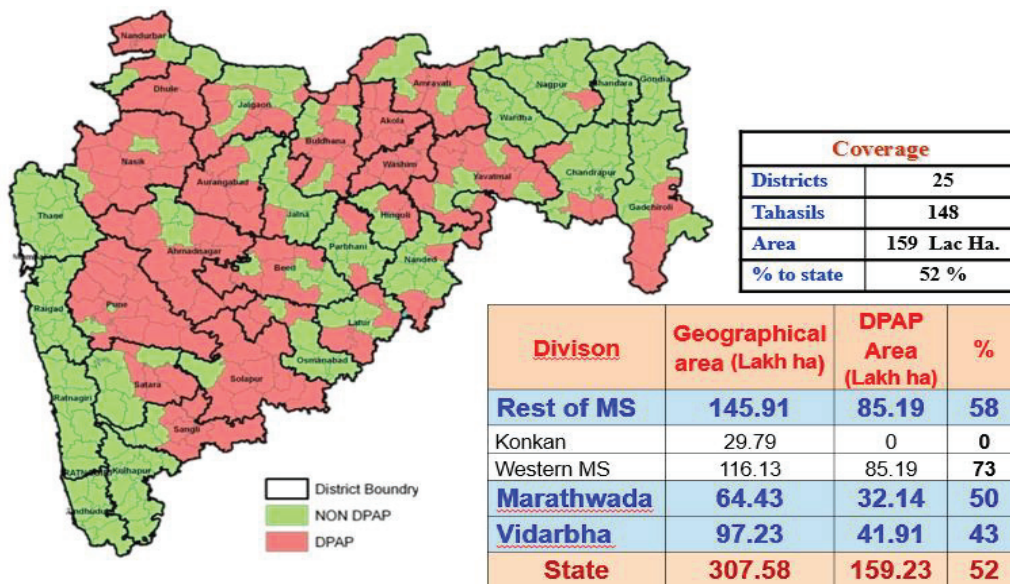 Nandurbar
Dhule
Jalgaon
Amravati
Nagpur
Bhandara
Gondia
Wardha
Buldhana
Akola
Washim
Nasik
Aurangabad
Yavatmal
Chandrapur
Gadchiroli
Thane
Jalna
Hinguli
Parbhani
Ahmadnagar
Beed
Nanded
Raigad
Pune
Latur
Osmanabad
Satara
Solapur
Ratnagiri
Sangli
Kolhapur
District Boundry
NON DPAP
DPAP
Coverage
Districts 25
Tahasils 148
Area 159 Lac Ha.
% to state 52 %
Divison Geographical area (Lakh ha) DPAP Area (Lakh ha) %
Rest of MS 145.91 85.19 58
Konkan 29.79 0 0
Western MS 116.13 85.19 73
Marathwada 64.43 32.14 50
Vidarbha 97.23 41.91 43
State 307.58 159.23 52